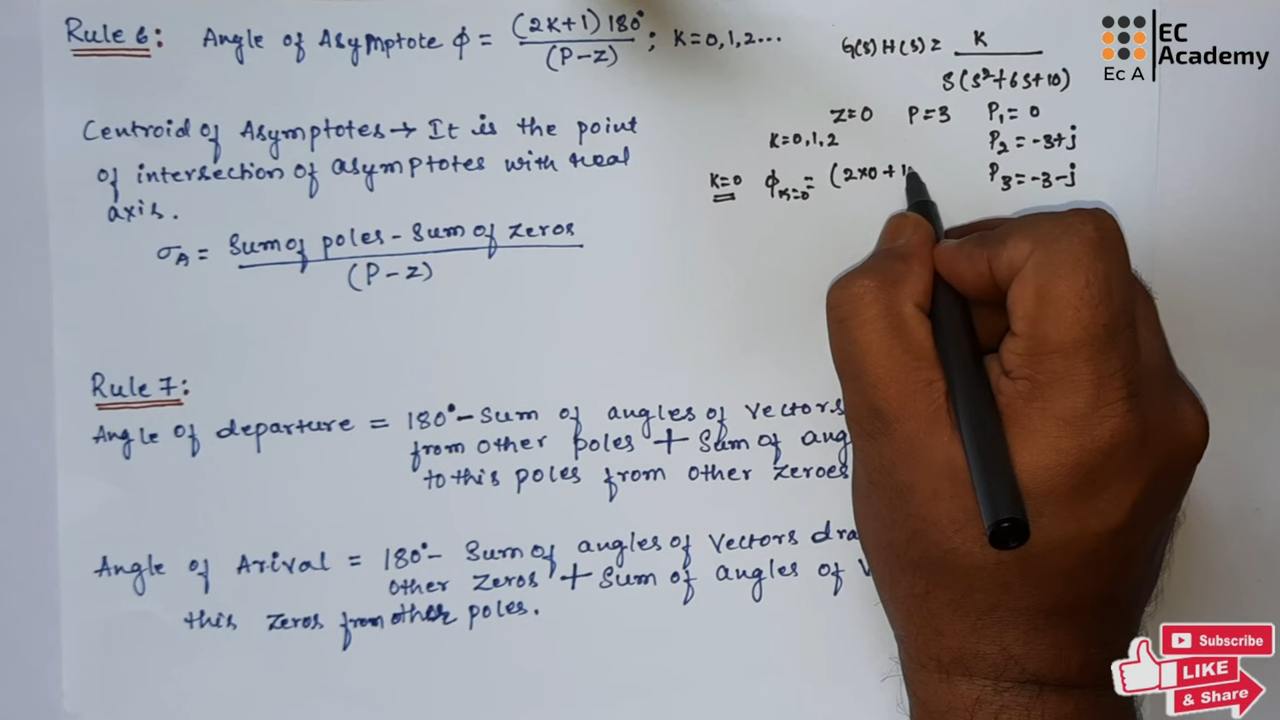 Rule 6: Angle of Asymptote ϕ = (2K+1)180° / (P-Z) ; K=0,1,2...
Centroid of Asymptotes → It is the point
of intersection of asymptotes with real
axis.
σA = Sum of poles - Sum of zeros / (P-Z)
G(s)H(s)= K / S(S²+6S+10)
Z=0 P=3 P₁=0
K=0,1,2 P₂=-3+j
K=0 ϕK=0 = (2×0+1 P₃=-3-j
Rule 7:
Angle of departure = 180°-Sum of angles of vectors
from other poles + Sum of
to this poles from other zeroes
Angle of Arival = 180°- Sum of angles of vectors
other zeros + Sum of angles of
this zeros from other poles.
EC
Academy
Ec A
Subscribe
LIKE
& Share